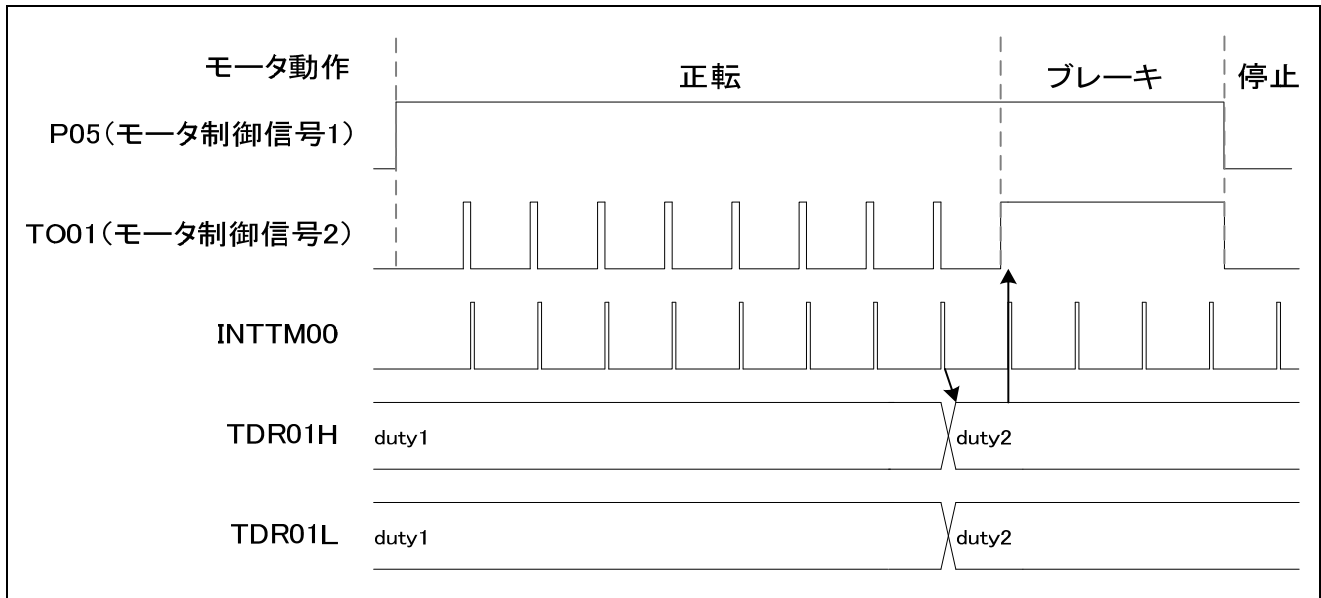 モータ動作
正転
ブレーキ
停止
P05(モータ制御信号1)
TO01(モータ制御信号2)
INTTM00
TDR01H
duty1
duty2
TDR01L
duty1
duty2